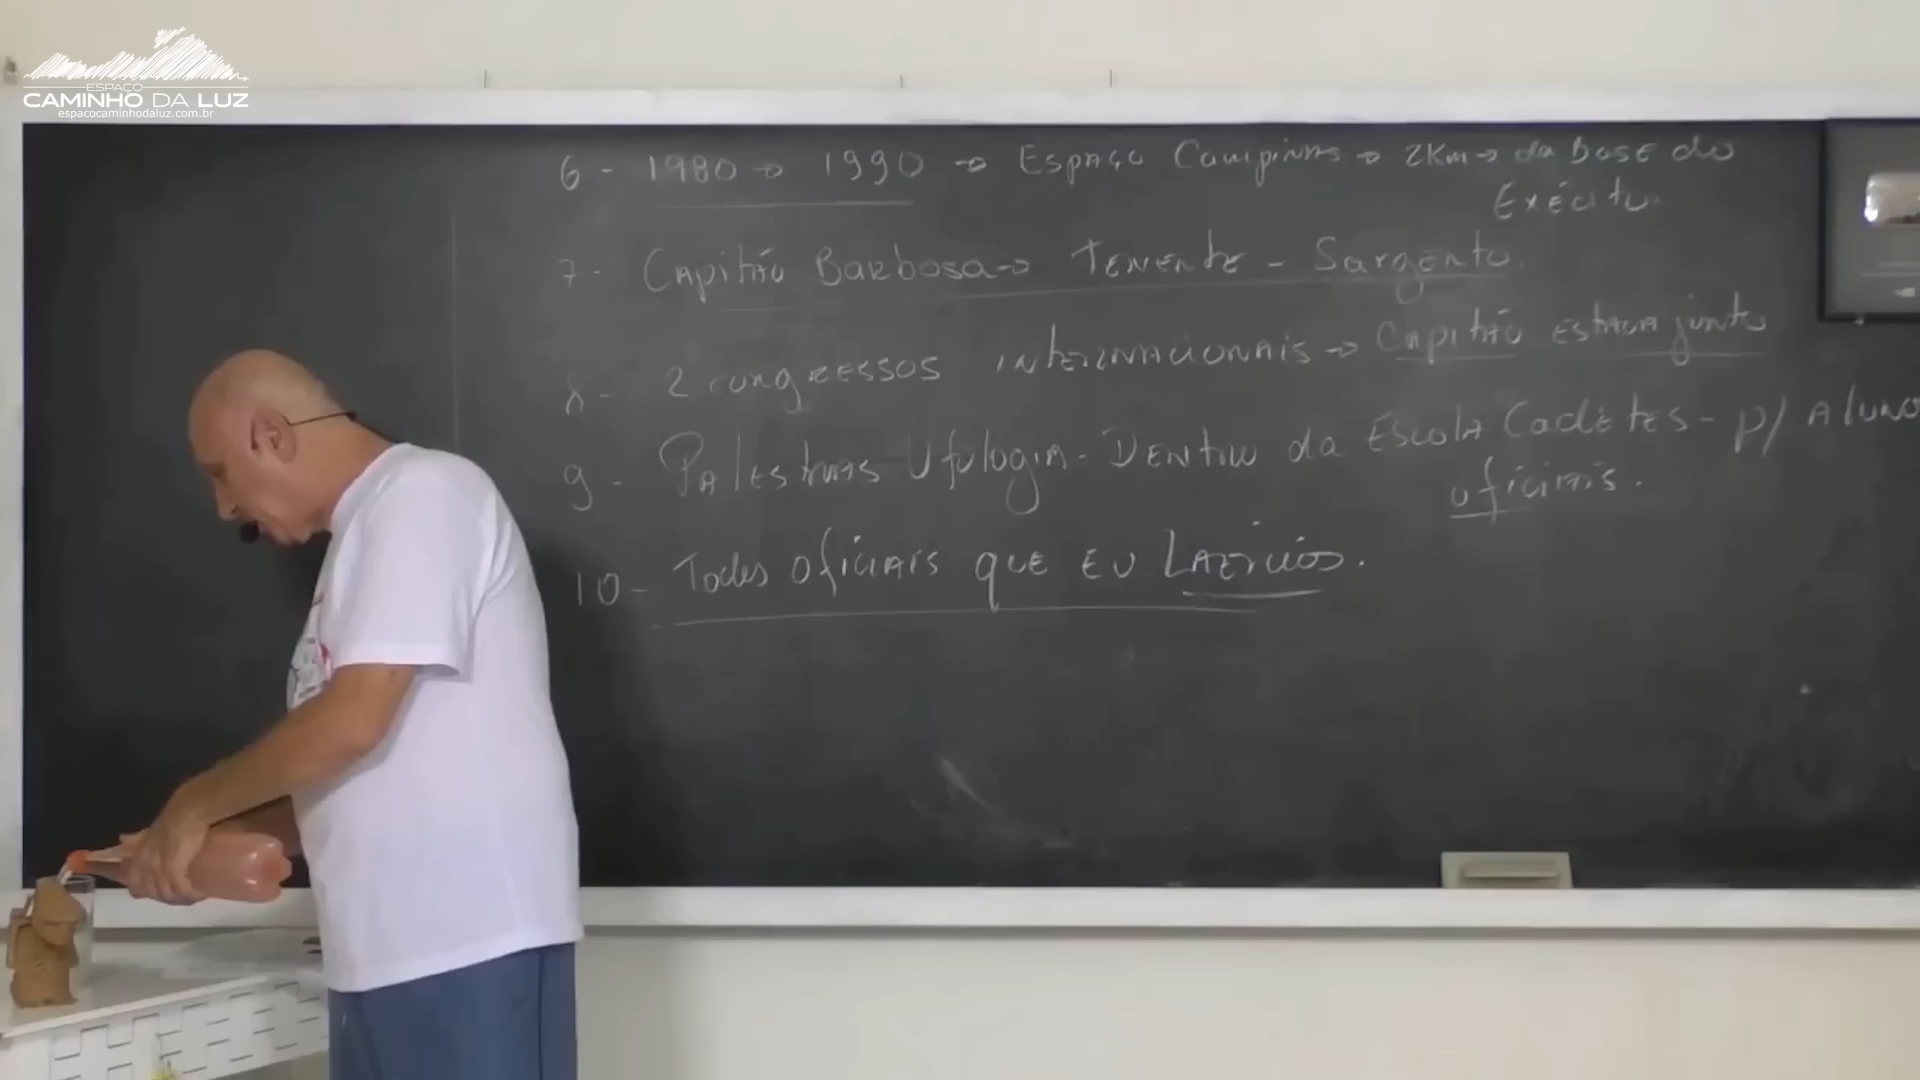 ESPAÇO
CAMINHO DA LUZ
espacocaminhodaluz.com.br
6 - 1980 → 1990 → Espaço Campinas → 2Km → da Base do
Exército.
7 - Capitão Barbosa → Tenente - Sargento.
8 - 2 congressos internacionais → Capitão estava junto
9 - Palestras Ufologia - Dentro da Escola Cadetes - p/ Aluno
oficiais.
10 - Todos oficiais que eu